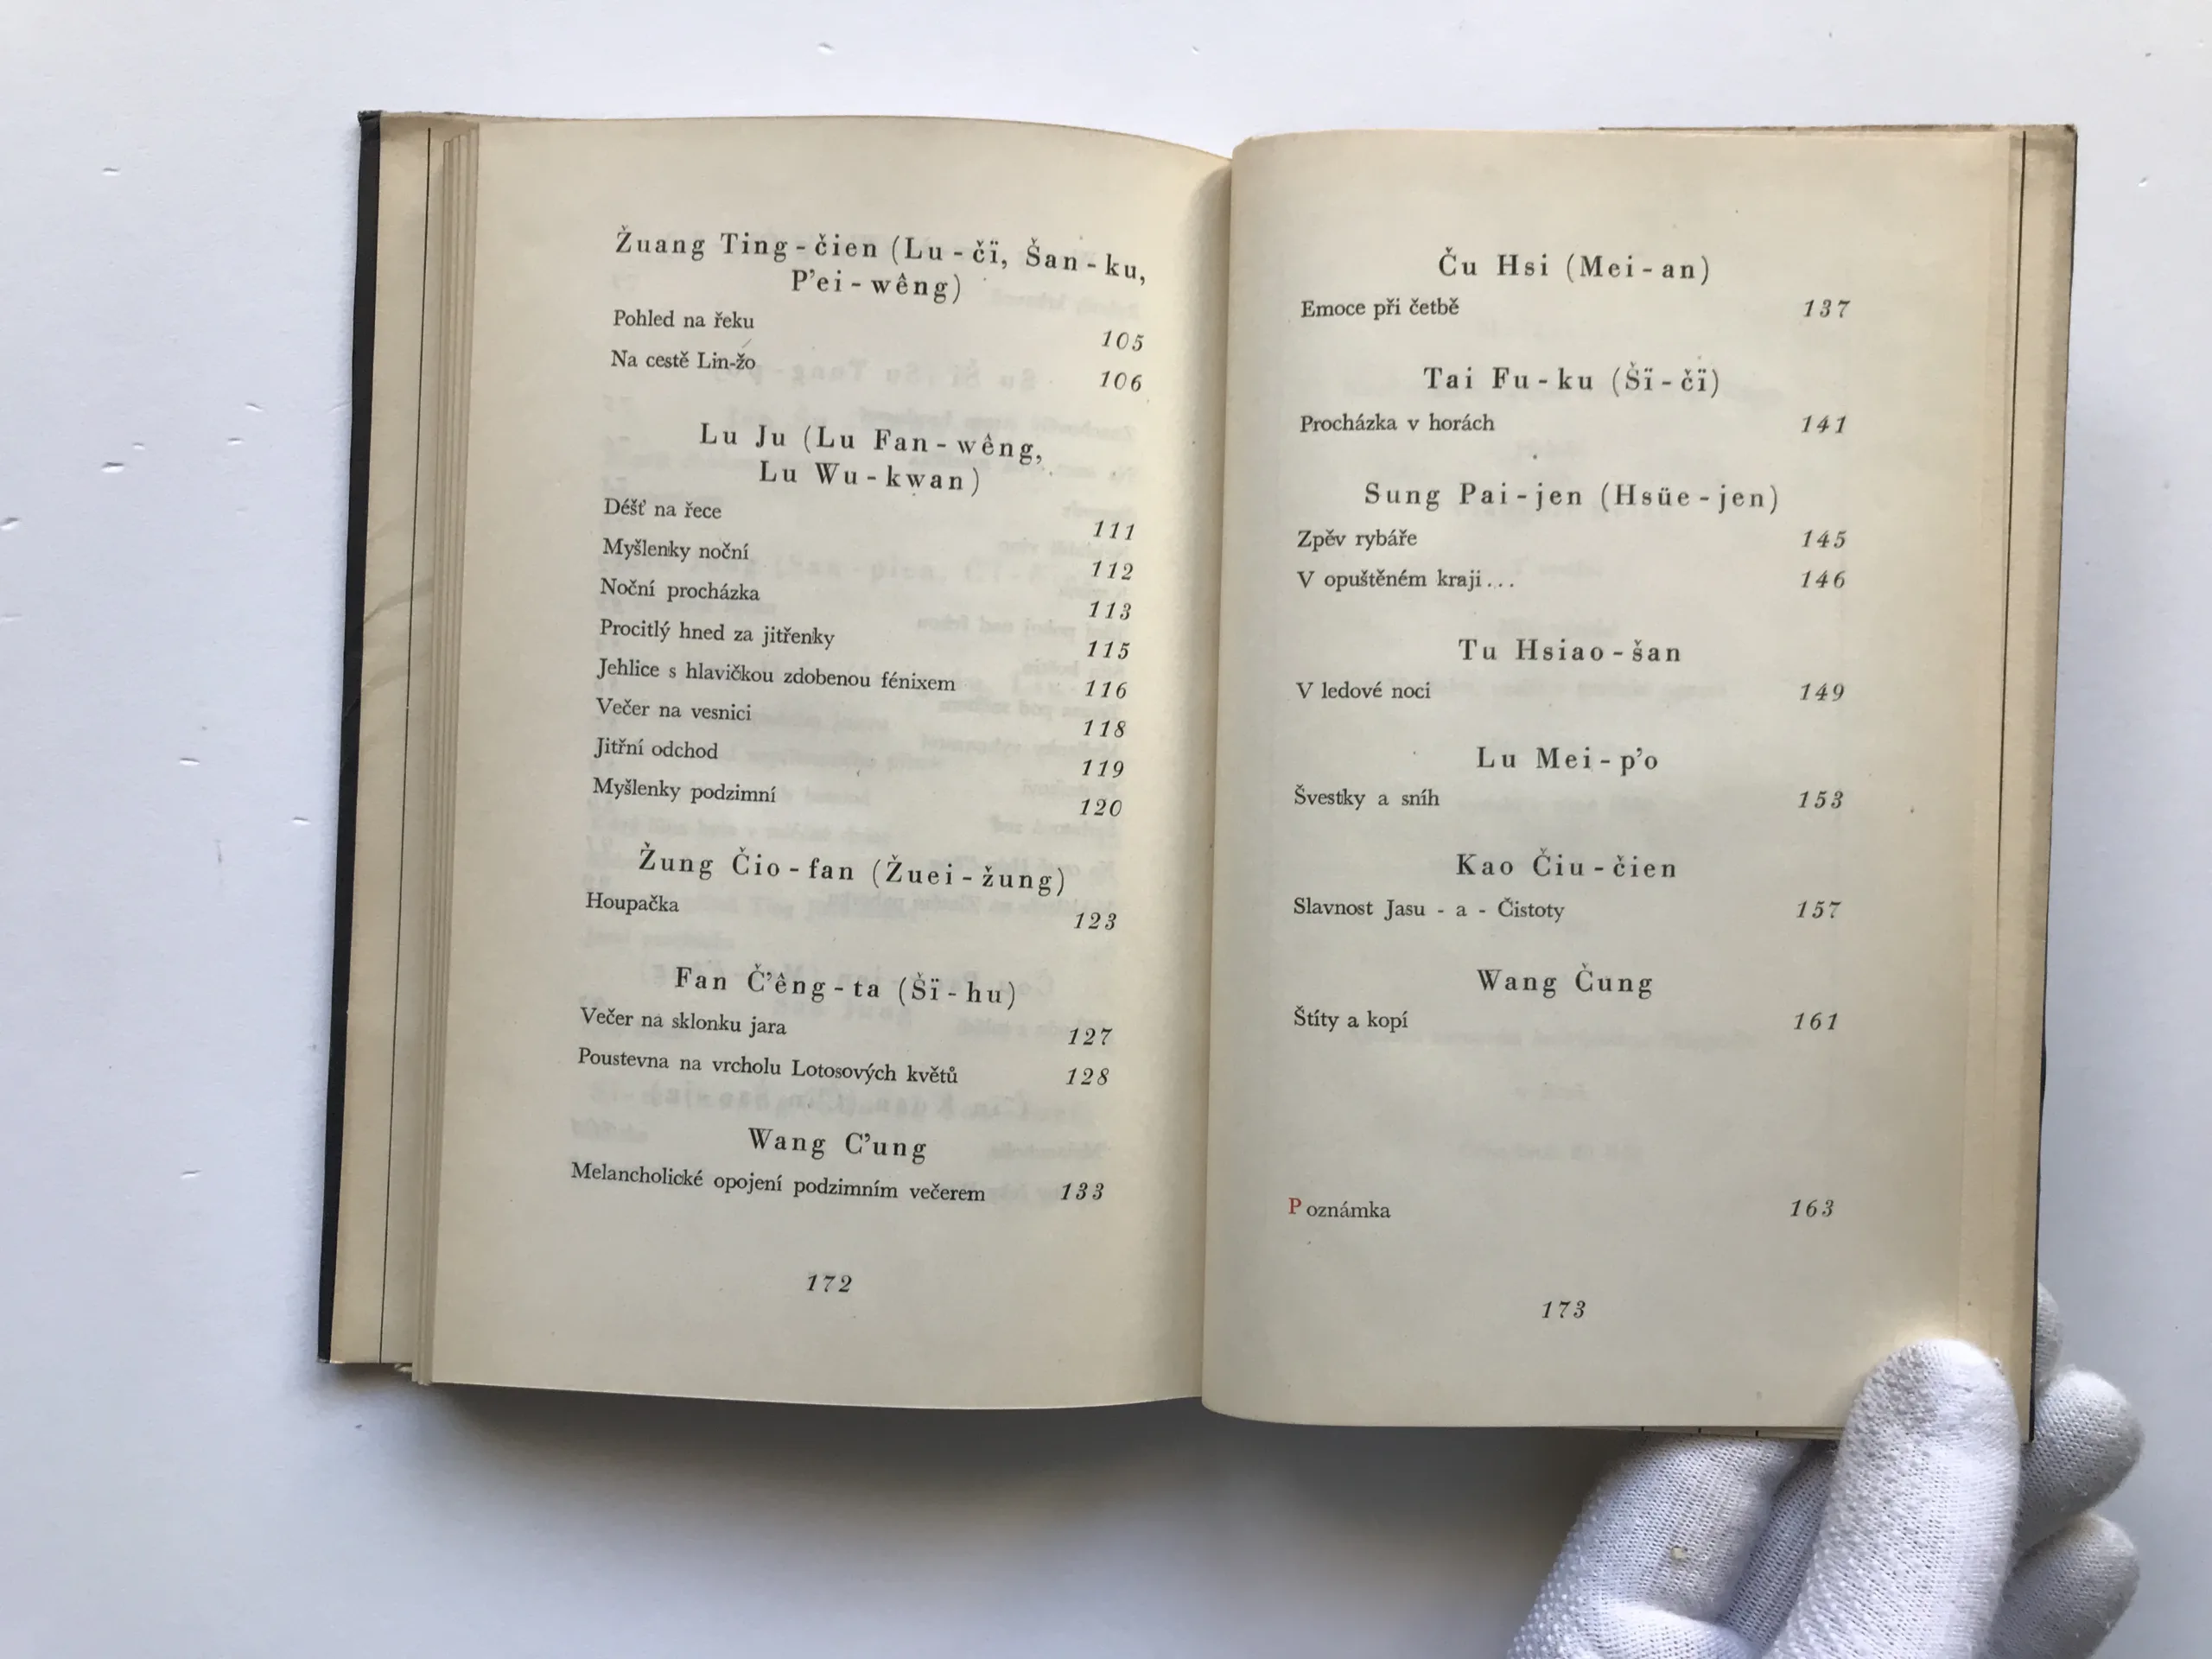 Žuang Ting-čien (Lu-čï, Šan-ku,
P’ei-wêng)
Pohled na řeku 105
Na cestě Lin-žo 106
Lu Ju (Lu Fan-wêng,
Lu Wu-kwan)
Déšť na řece 111
Myšlenky noční 112
Noční procházka 113
Procitlý hned za jitřenky 115
Jehlice s hlavičkou zdobenou fénixem 116
Večer na vesnici 118
Jitřní odchod 119
Myšlenky podzimní 120
Žung Čio-fan (Žuei-žung)
Houpačka 123
Fan Č’êng-ta (Šï-hu)
Večer na sklonku jara 127
Poustevna na vrcholu Lotosových květů 128
Wang C’ung
Melancholické opojení podzimním večerem 133
172
Ču Hsi (Mei-an)
Emoce při četbě 137
Tai Fu-ku (Šï-čï)
Procházka v horách 141
Sung Pai-jen (Hsüe-jen)
Zpěv rybáře 145
V opuštěném kraji... 146
Tu Hsiao-šan
V ledové noci 149
Lu Mei-p’o
Švestky a sníh 153
Kao Čiu-čien
Slavnost Jasu - a - Čistoty 157
Wang Čung
Štíty a kopí 161
Poznámka 163
173